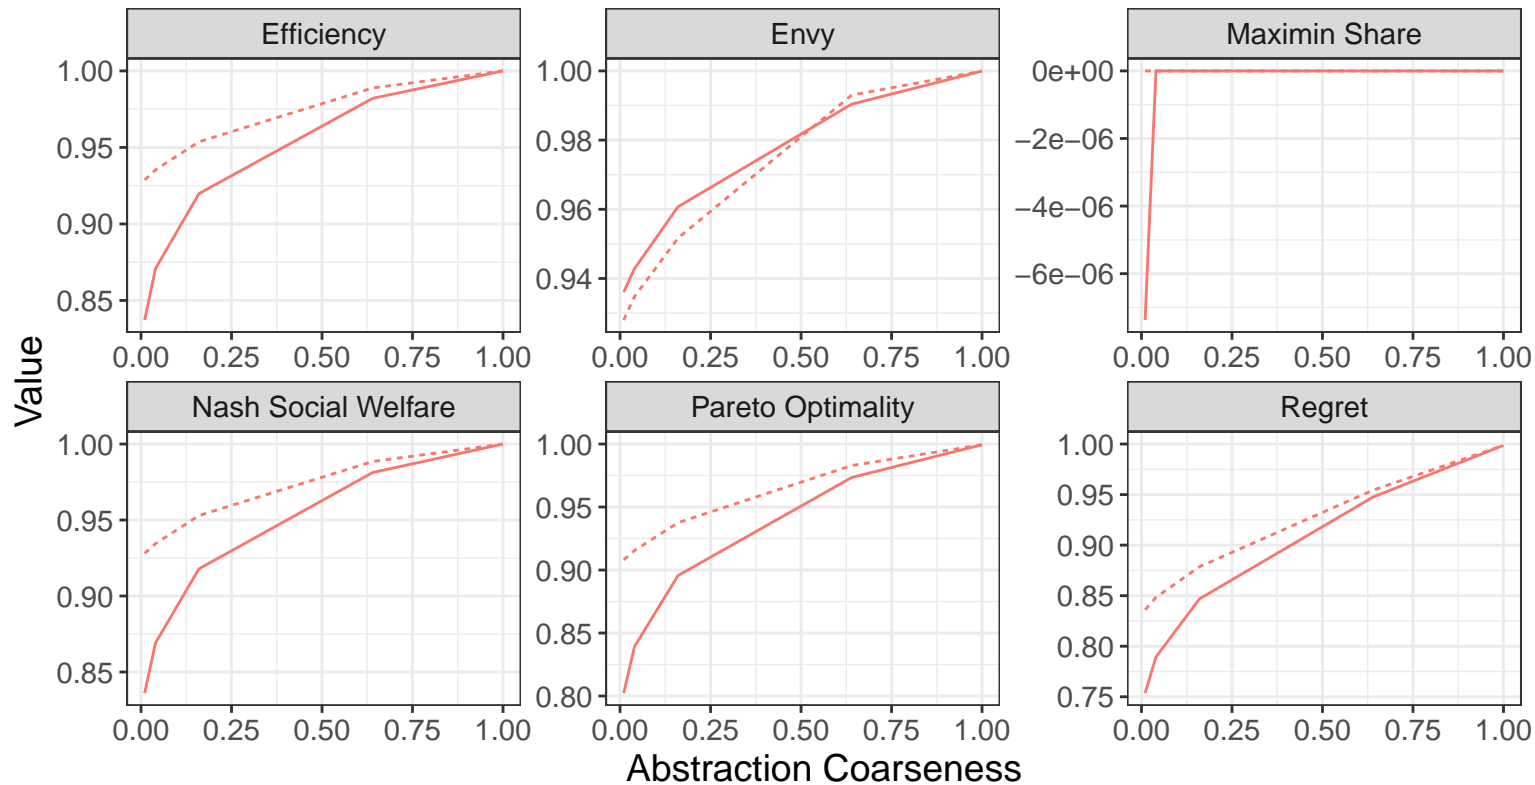 Efficiency
Envy
Maximin Share
1.00
0.95
0.90
0.85
1.00
0.98
0.96
0.94
0e+00
−2e−06
−4e−06
−6e−06
0.00 0.25 0.50 0.75 1.00
0.00 0.25 0.50 0.75 1.00
0.00 0.25 0.50 0.75 1.00
Value
Nash Social Welfare
Pareto Optimality
Regret
1.00
0.95
0.90
0.85
1.00
0.95
0.90
0.85
0.80
1.00
0.95
0.90
0.85
0.80
0.75
0.00 0.25 0.50 0.75 1.00
0.00 0.25 0.50 0.75 1.00
0.00 0.25 0.50 0.75 1.00
Abstraction Coarseness